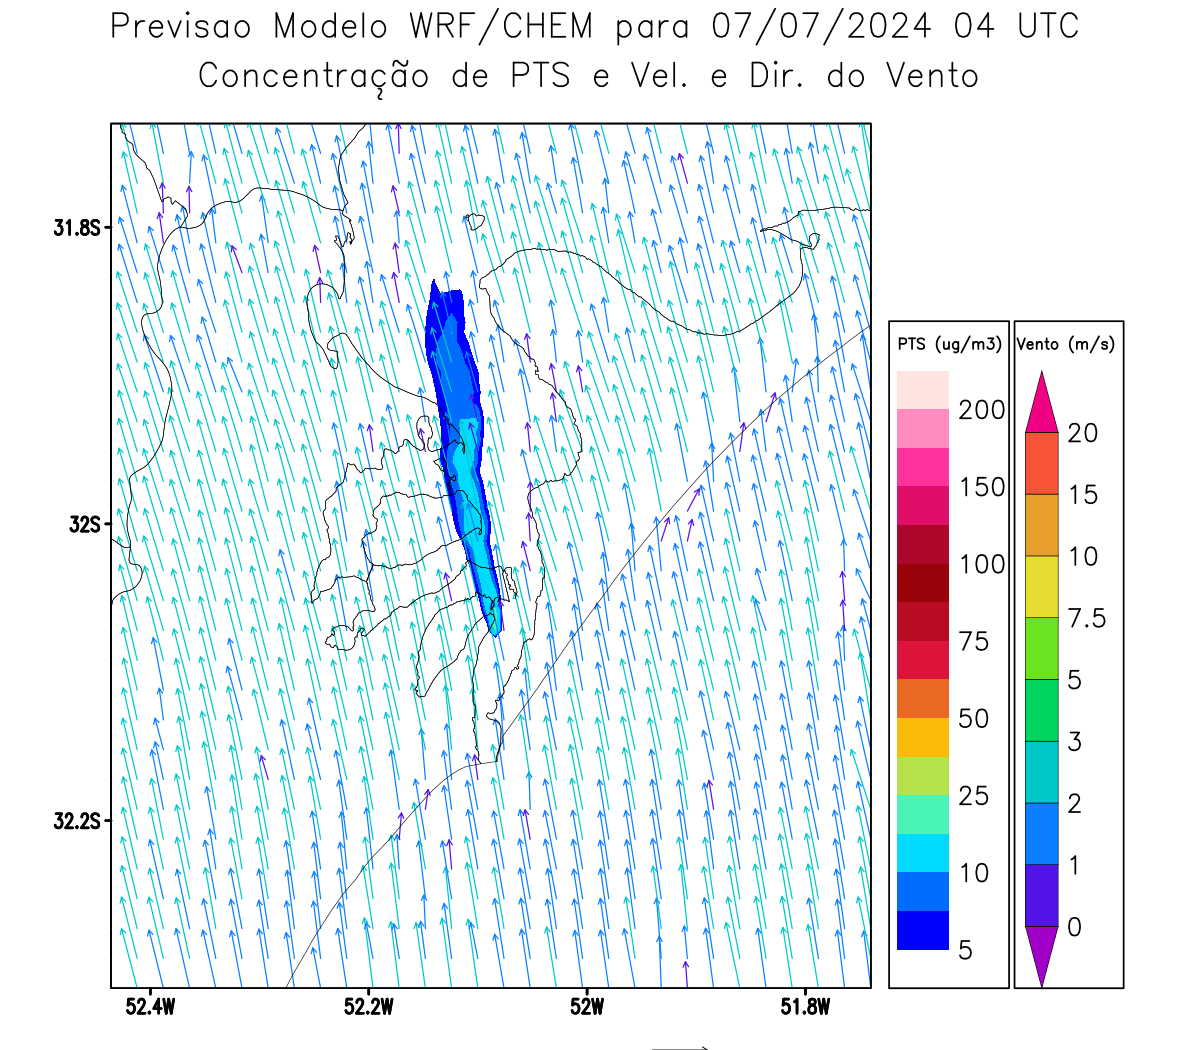 Previsao Modelo WRF/CHEM para 07/07/2024 04 UTC
Concentração de PTS e Vel. e Dir. do Vento
31.8S
32S
32.2S
52.4W
52.2W
52W
51.8W
PTS (ug/m3)
200
150
100
75
50
25
10
5
Vento (m/s)
20
15
10
7.5
5
3
2
1
0